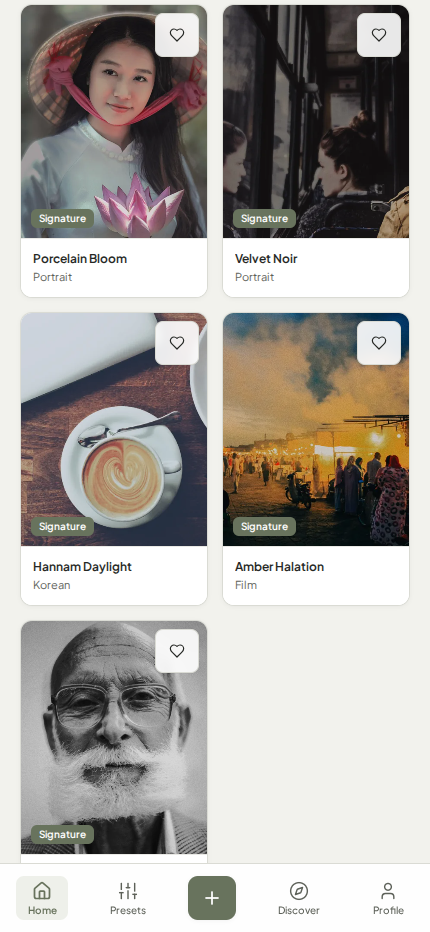 Signature
Signature
Porcelain Bloom
Portrait
Velvet Noir
Portrait
Signature
Signature
Hannam Daylight
Korean
Amber Halation
Film
Signature
Home
Presets
Discover
Profile